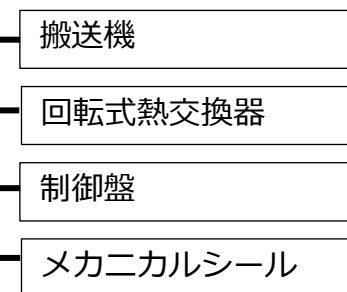 搬送機
回転式熱交換器
制御盤
メカニカルシール